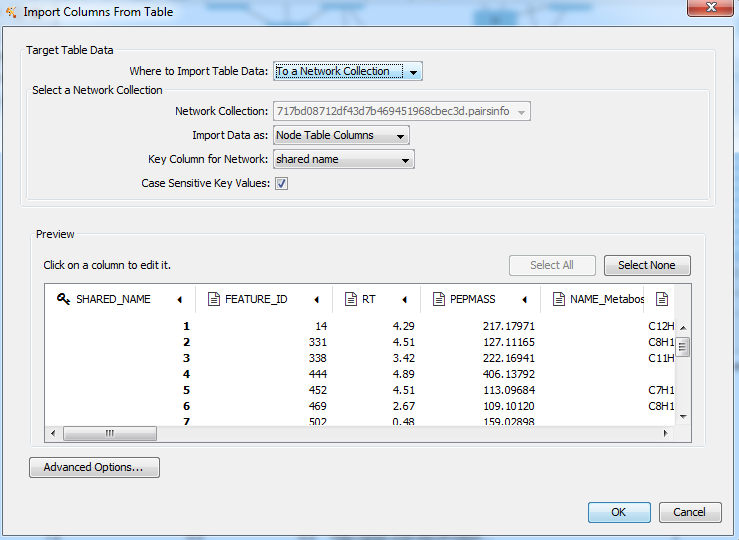 Import Columns From Table
Target Table Data
Where to Import Table Data: To a Network Collection
Select a Network Collection
Network Collection: 717bd08712df43d7b469451968cbec3d.pairsinfo
Import Data as: Node Table Columns
Key Column for Network: shared name
Case Sensitive Key Values:
Preview
Click on a column to edit it. Select All Select None
SHARED_NAME FEATURE_ID RT PEPMASS NAME_Metabos
1 14 4.29 217.17971 C12H
2 331 4.51 127.11165 C8H1
3 338 3.42 222.16941 C11H
4 444 4.89 406.13792
5 452 4.51 113.09684 C7H1
6 469 2.67 109.10120 C8H1
7 502 0.48 159.02898
Advanced Options...
OK Cancel